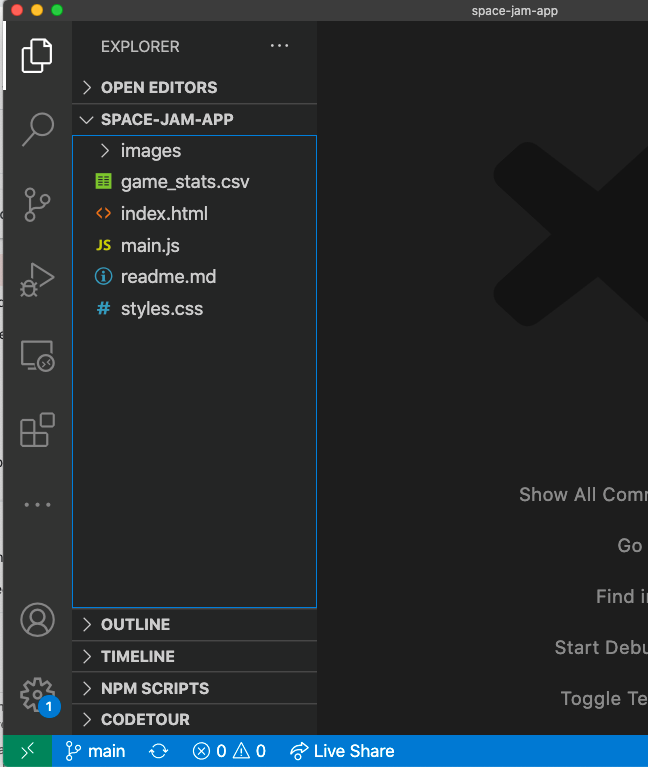 space-jam-app
EXPLORER
OPEN EDITORS
SPACE-JAM-APP
images
game_stats.csv
index.html
JS main.js
readme.md
# styles.css
Show All Comm
Go
Find in
Start Debu
Toggle Te
OUTLINE
TIMELINE
NPM SCRIPTS
1
CODETOUR
main 0 0 Live Share